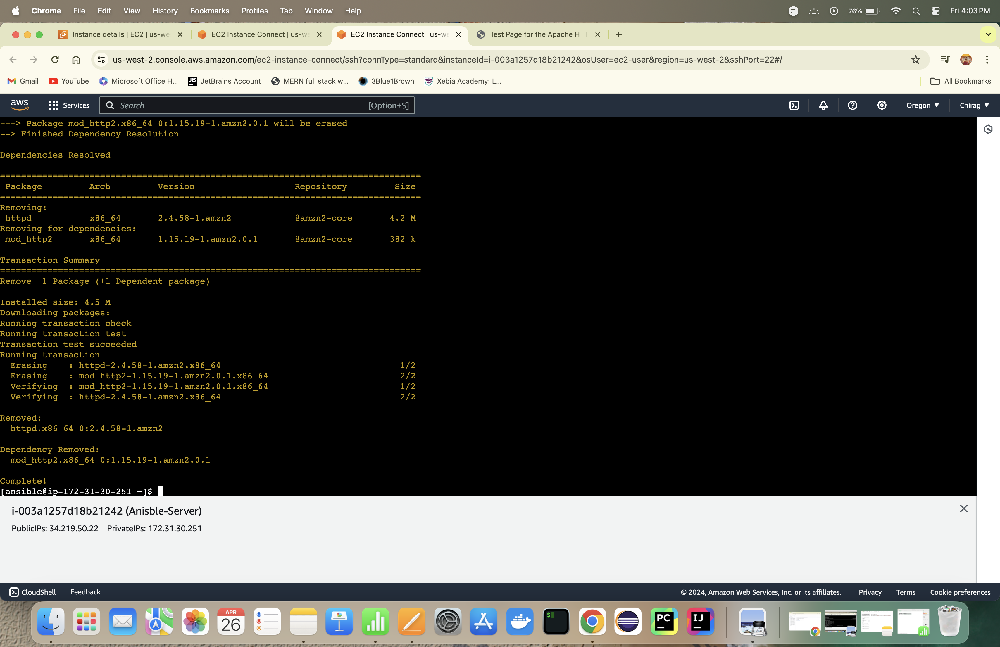 Chrome File Edit View History Bookmarks Profiles Tab Window Help 76% Fri 4:03 PM
Instance details | EC2 | us-we EC2 Instance Connect | us-we EC2 Instance Connect | us-we Test Page for the Apache HTT
us-west-2.console.aws.amazon.com/ec2-instance-connect/ssh?connType=standard&instanceId=i-003a1257d18b21242&osUser=ec2-user&region=us-west-2&sshPort=22#/
Gmail YouTube Microsoft Office H... JetBrains Account MERN full stack w... 3Blue1Brown Xebia Academy: L... All Bookmarks
aws Services Search [Option+S] Oregon Chirag
---> Package mod_http2.x86_64 0:1.15.19-1.amzn2.0.1 will be erased
--> Finished Dependency Resolution
Dependencies Resolved
================================================================================
Package Arch Version Repository Size
================================================================================
Removing:
httpd x86_64 2.4.58-1.amzn2 @amzn2-core 4.2 M
Removing for dependencies:
mod_http2 x86_64 1.15.19-1.amzn2.0.1 @amzn2-core 382 k
Transaction Summary
================================================================================
Remove  1 Package (+1 Dependent package)
Installed size: 4.5 M
Downloading packages:
Running transaction check
Running transaction test
Transaction test succeeded
Running transaction
Erasing : httpd-2.4.58-1.amzn2.x86_64 1/2
Erasing : mod_http2-1.15.19-1.amzn2.0.1.x86_64 2/2
Verifying : mod_http2-1.15.19-1.amzn2.0.1.x86_64 1/2
Verifying : httpd-2.4.58-1.amzn2.x86_64 2/2
Removed:
httpd.x86_64 0:2.4.58-1.amzn2
Dependency Removed:
mod_http2.x86_64 0:1.15.19-1.amzn2.0.1
Complete!
[ansible@ip-172-31-30-251 ~]$
i-003a1257d18b21242 (Anisble-Server)
PublicIPs: 34.219.50.22 PrivateIPs: 172.31.30.251
CloudShell Feedback © 2024, Amazon Web Services, Inc. or its affiliates. Privacy Terms Cookie preferences
APR
26
$
PC
IJ